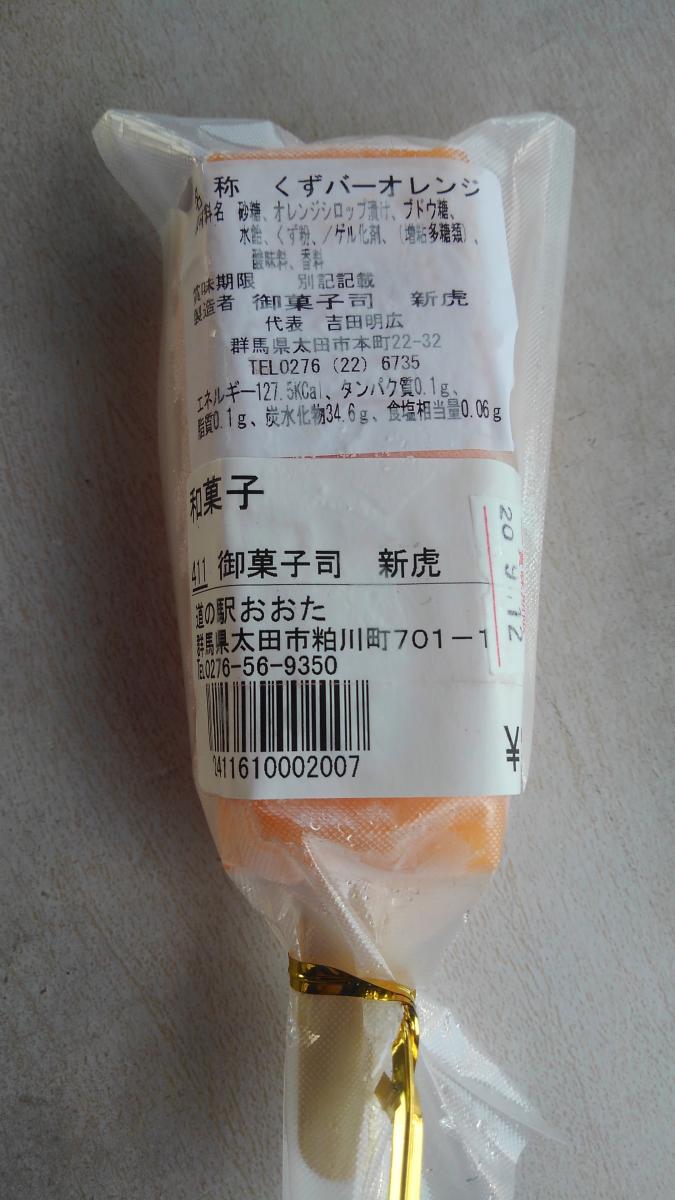 称 くずバーオレンジ
料名 砂糖、オレンジシロップ漬け、ブドウ糖、
水飴、くず粉、/ゲル化剤、(増粘多糖類)、
酸味料、香料
賞味期限 別記記載
製造者 御菓子司 新虎
代表 吉田明広
群馬県太田市本町22-32
TEL0276 (22) 6735
エネルギー127.5KCal、タンパク質0.1g、
脂質0.1g、炭水化物34.6g、食塩相当量0.06g
和菓子
411 御菓子司 新虎
道の駅おおた
群馬県太田市粕川町701-1
TEL0276-56-9350
2411610002007
¥
20 9.12